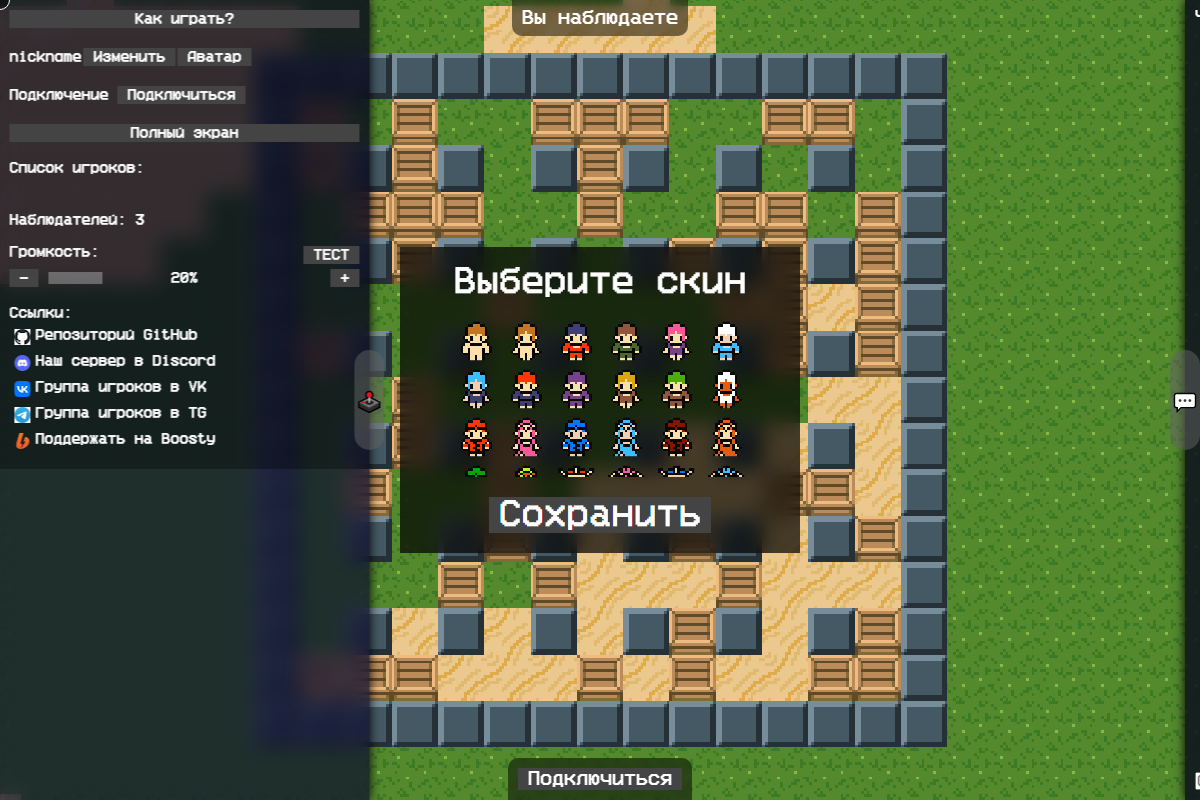 Как играть?
nickname Изменить Аватар
Подключение Подключиться
Полный экран
Список игроков:
Наблюдателей: 3
Громкость: ТЕСТ
- 20% +
Ссылки:
Репозиторий GitHub
Наш сервер в Discord
Группа игроков в VK
Группа игроков в TG
Поддержать на Boosty
Вы наблюдаете
Выберите скин
Сохранить
Подключиться